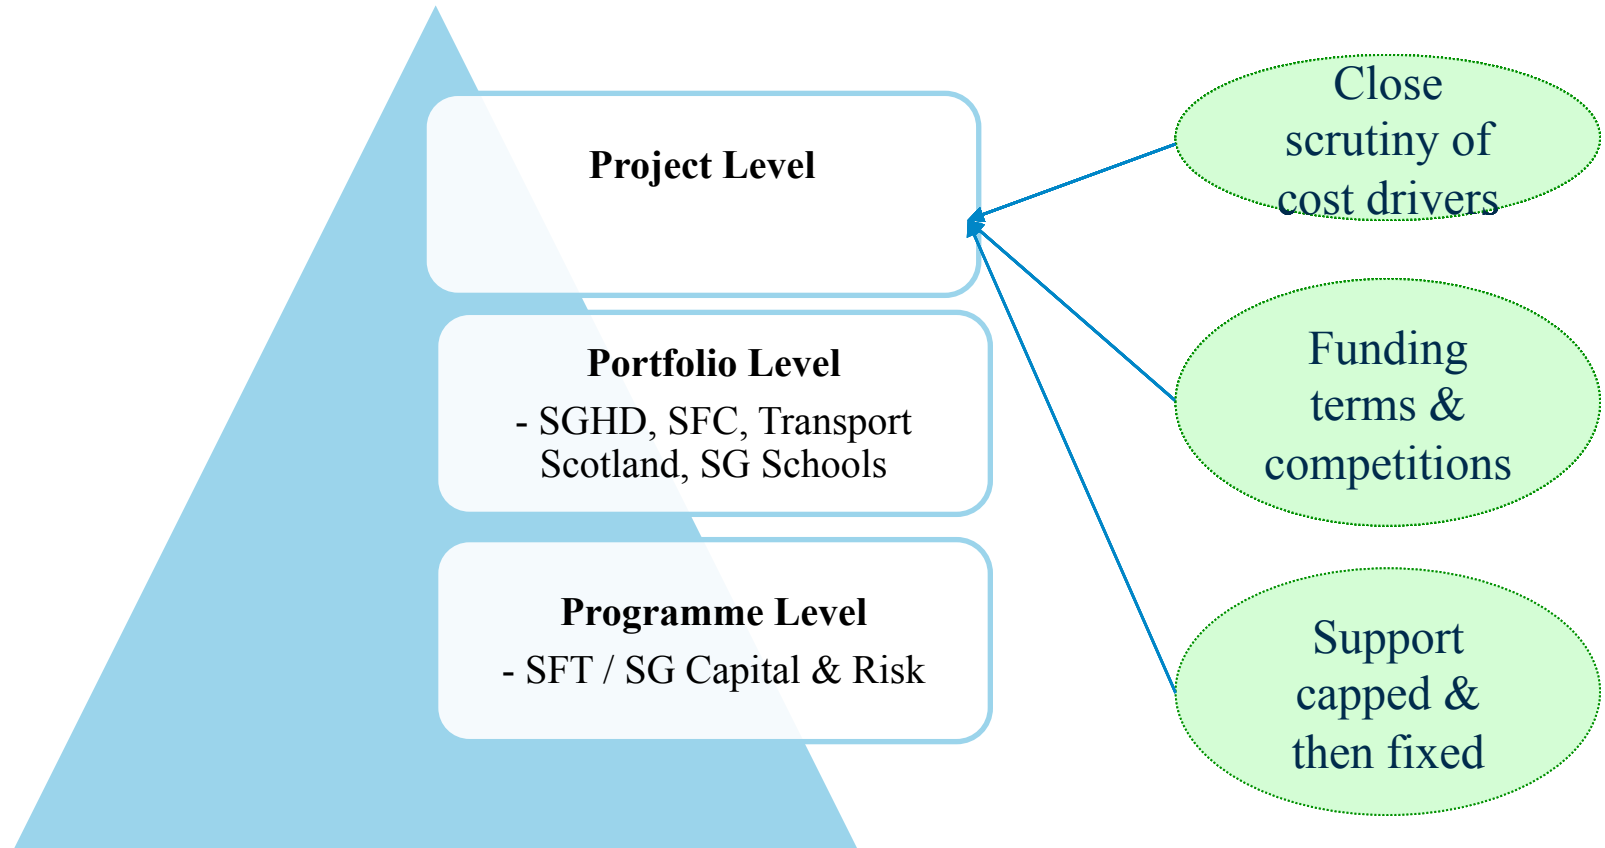 Project Level
Portfolio Level
- SGHD, SFC, Transport
Scotland, SG Schools
Programme Level
- SFT / SG Capital & Risk
Close
scrutiny of
cost drivers
Funding
terms &
competitions
Support
capped &
then fixed